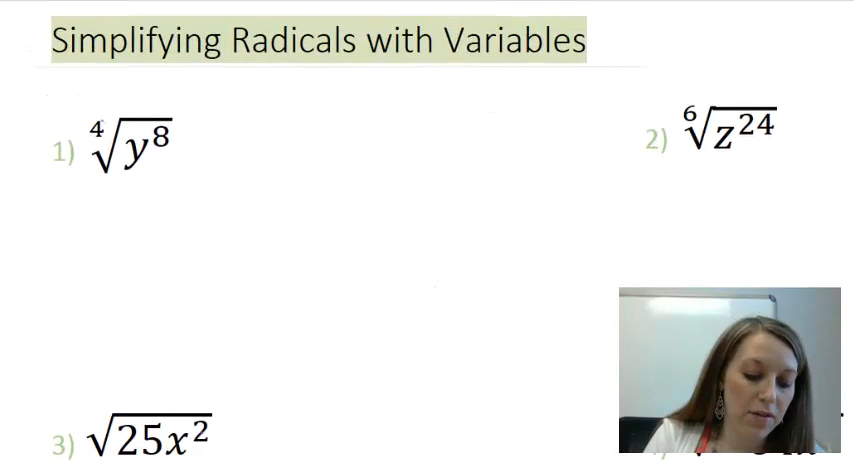 Simplifying Radicals with Variables
1) ⁴√y⁸
2) ⁶√z²⁴
3) √25x²